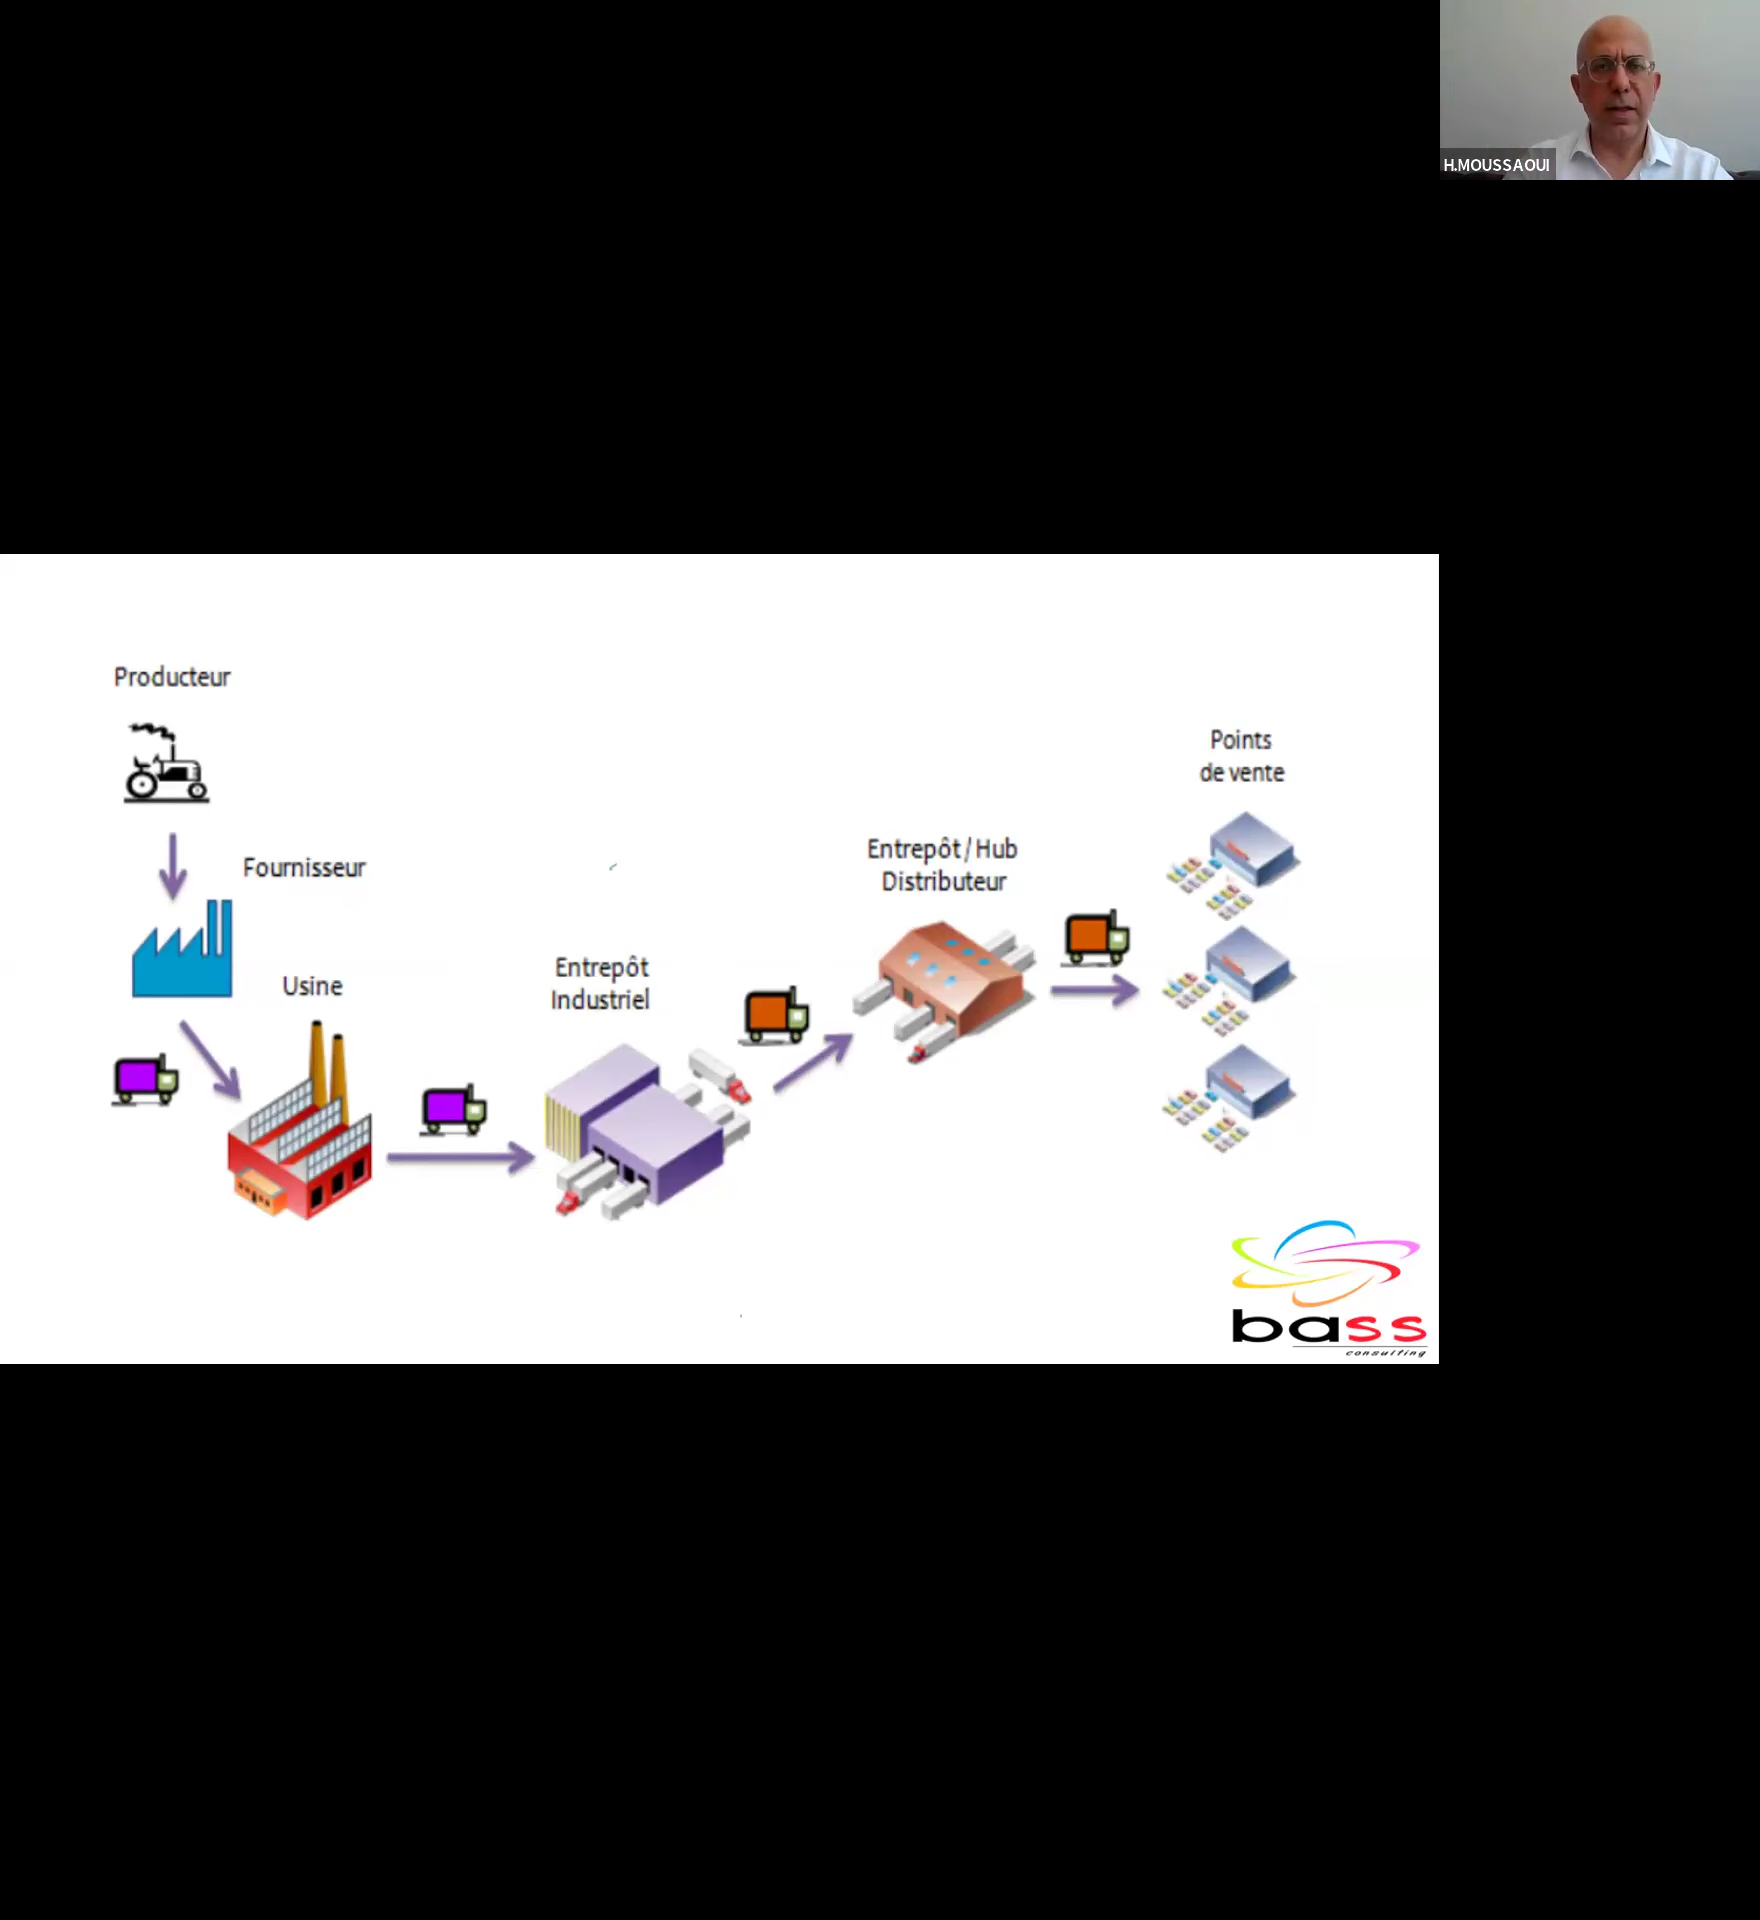 H.MOUSSAOUI
Producteur
Points
de vente
Entrepôt / Hub
Distributeur
Fournisseur
Entrepôt
Industriel
Usine
bass
consulting